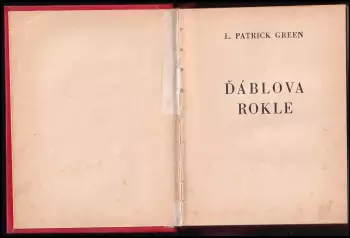 L. PATRICK GREEN
ĎÁBLOVA
ROKLE